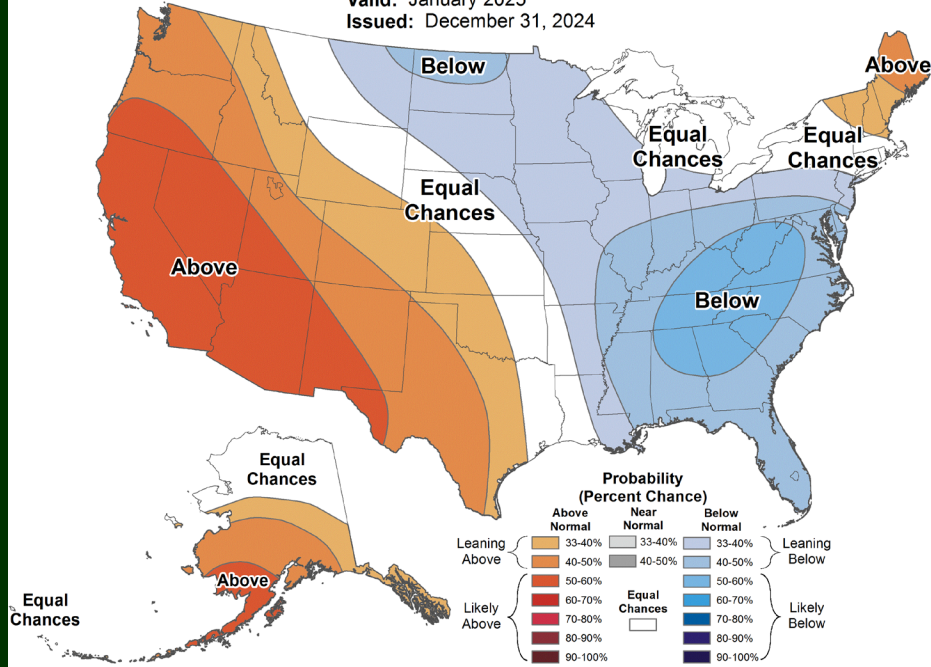 Valid: January 2025
Issued: December 31, 2024
Below
Above
Equal
Chances
Equal
Chances
Equal
Chances
Above
Below
Equal
Chances
Above
Equal
Chances
Probability
(Percent Chance)
Above
Normal
Near
Normal
Below
Normal
Leaning
Above
33-40%
33-40%
33-40%
Leaning
Below
40-50%
40-50%
40-50%
Likely
Above
50-60%
Equal
Chances
50-60%
Likely
Below
60-70%
60-70%
70-80%
70-80%
80-90%
80-90%
90-100%
90-100%